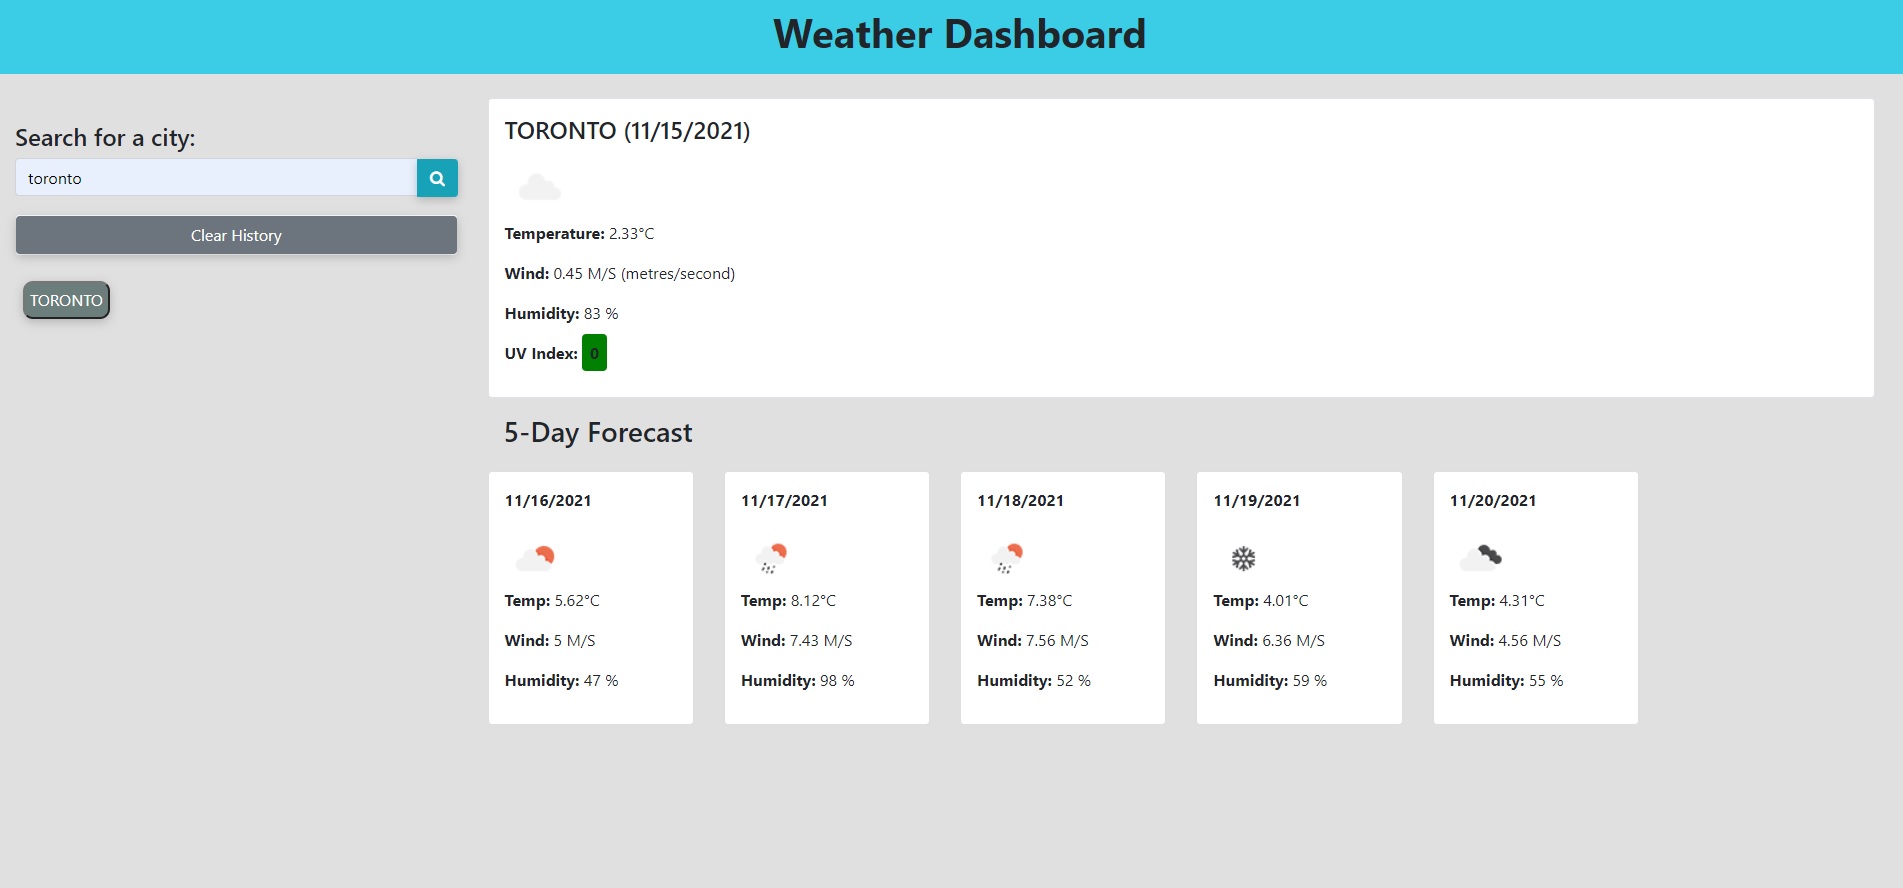 Weather Dashboard
Search for a city:
toronto
Clear History
TORONTO
TORONTO (11/15/2021)
Temperature: 2.33°C
Wind: 0.45 M/S (metres/second)
Humidity: 83 %
UV Index: 0
5-Day Forecast
11/16/2021
Temp: 5.62°C
Wind: 5 M/S
Humidity: 47 %
11/17/2021
Temp: 8.12°C
Wind: 7.43 M/S
Humidity: 98 %
11/18/2021
Temp: 7.38°C
Wind: 7.56 M/S
Humidity: 52 %
11/19/2021
Temp: 4.01°C
Wind: 6.36 M/S
Humidity: 59 %
11/20/2021
Temp: 4.31°C
Wind: 4.56 M/S
Humidity: 55 %